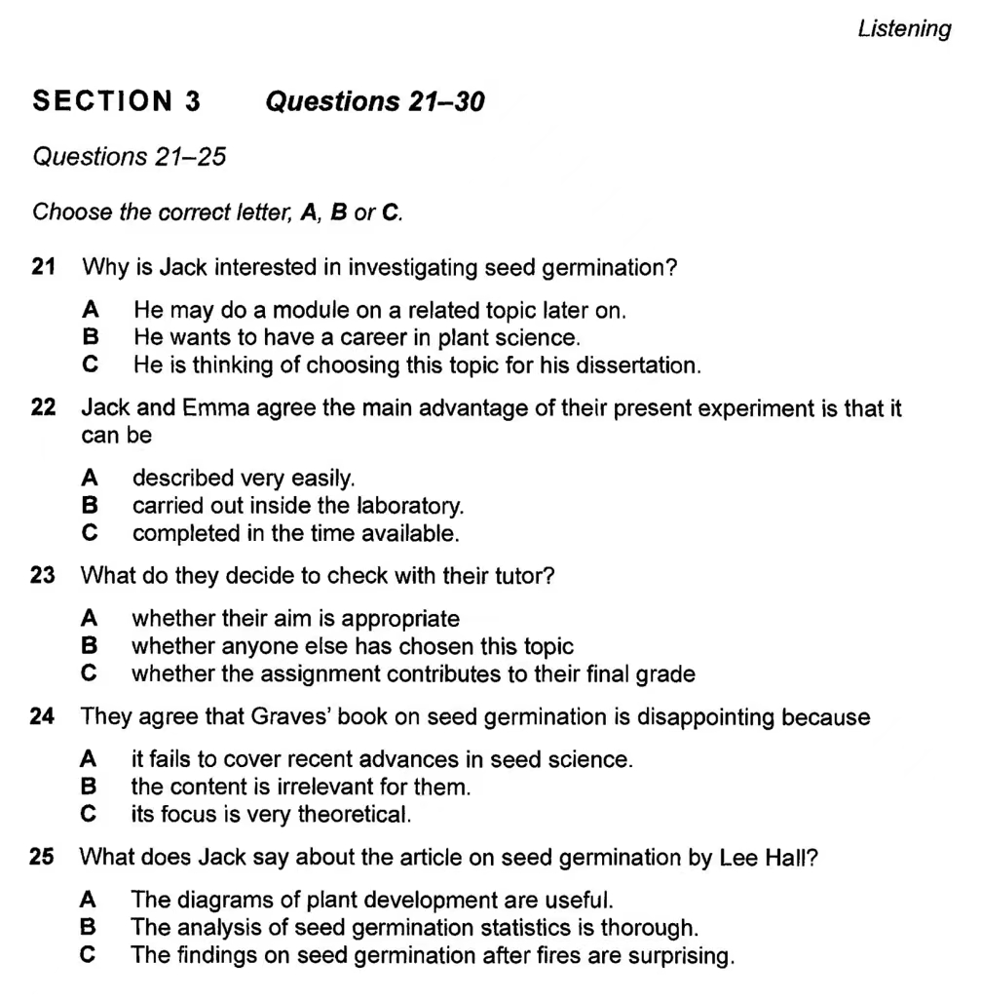 Listening
SECTION 3 Questions 21–30
Questions 21–25
Choose the correct letter, A, B or C.
21 Why is Jack interested in investigating seed germination?
A He may do a module on a related topic later on.
B He wants to have a career in plant science.
C He is thinking of choosing this topic for his dissertation.
22 Jack and Emma agree the main advantage of their present experiment is that it
can be
A described very easily.
B carried out inside the laboratory.
C completed in the time available.
23 What do they decide to check with their tutor?
A whether their aim is appropriate
B whether anyone else has chosen this topic
C whether the assignment contributes to their final grade
24 They agree that Graves’ book on seed germination is disappointing because
A it fails to cover recent advances in seed science.
B the content is irrelevant for them.
C its focus is very theoretical.
25 What does Jack say about the article on seed germination by Lee Hall?
A The diagrams of plant development are useful.
B The analysis of seed germination statistics is thorough.
C The findings on seed germination after fires are surprising.